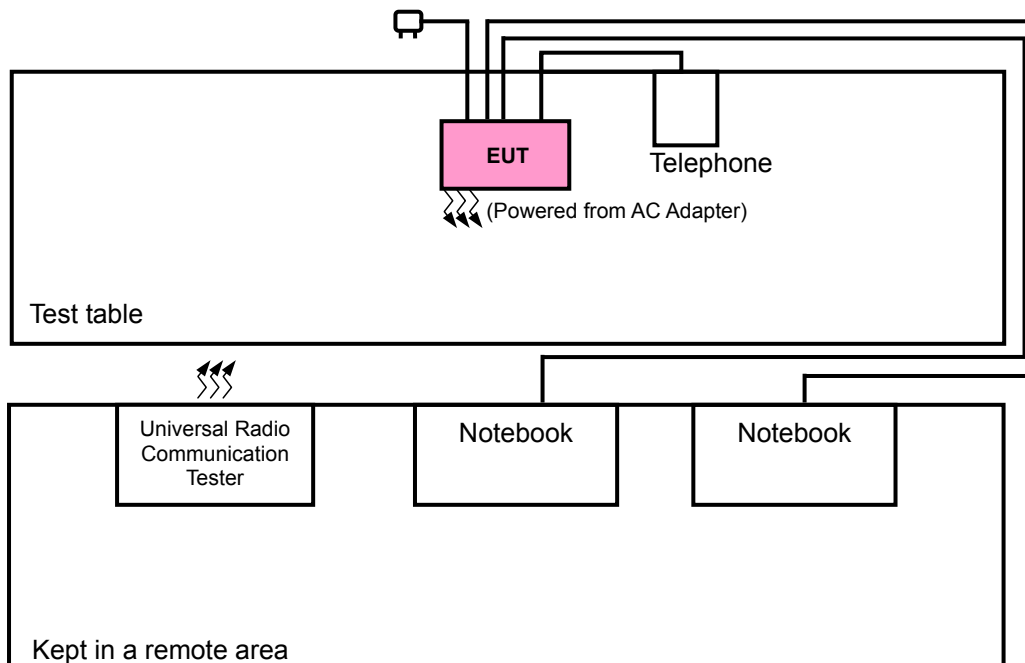 EUT
Telephone
(Powered from AC Adapter)
Test table
Universal Radio
Communication
Tester
Notebook
Notebook
Kept in a remote area